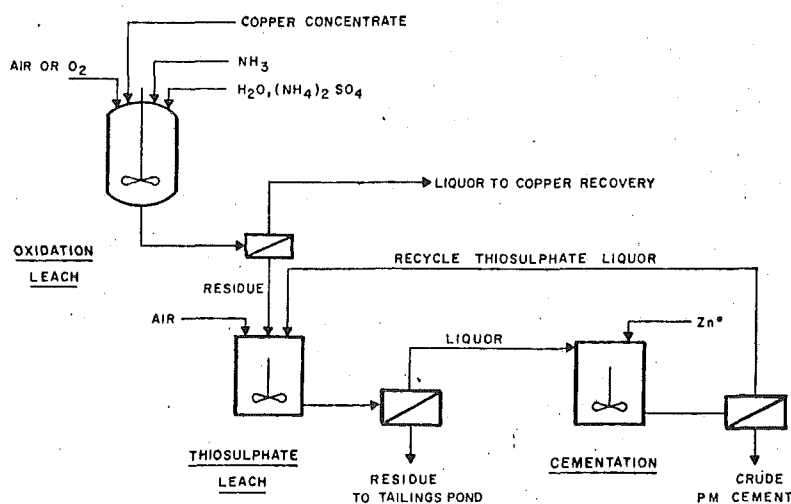 COPPER CONCENTRATE
AIR OR O2
NH3
H2O,(NH4)2 SO4
LIQUOR TO COPPER RECOVERY
OXIDATION
LEACH
RECYCLE THIOSULPHATE LIQUOR
RESIDUE
AIR
LIQUOR
Zn°
THIOSULPHATE
LEACH
RESIDUE
TO TAILINGS POND
CEMENTATION
CRUDE
PM CEMENT